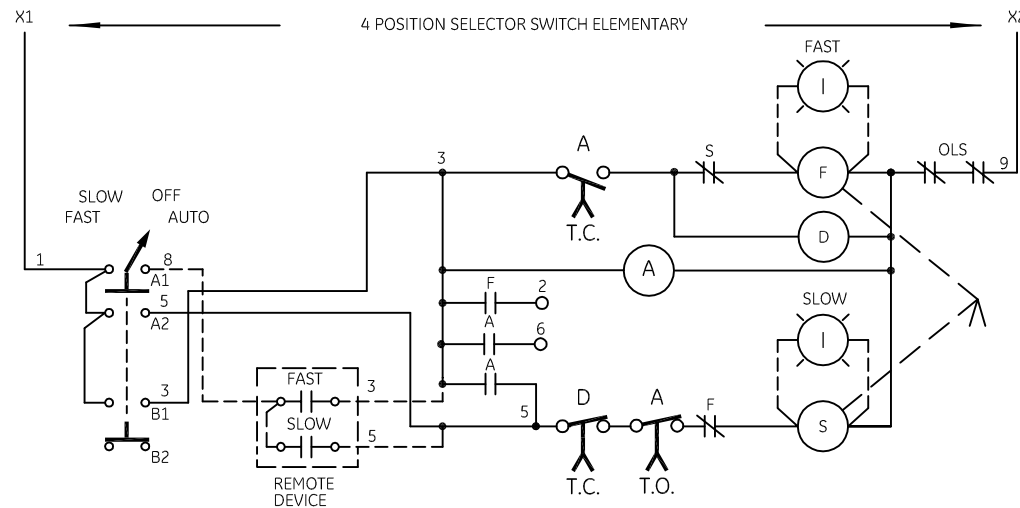 X1
4 POSITION SELECTOR SWITCH ELEMENTARY
FAST
I
A
3
S
F
OLS
9
T.C.
SLOW OFF
FAST AUTO
D
1
8
A1
A
F
2
SLOW
5
A2
A
6
I
A
FAST
3
3
B1
SLOW
5
5
D
A
F
S
B2
T.C.
T.O.
REMOTE
DEVICE